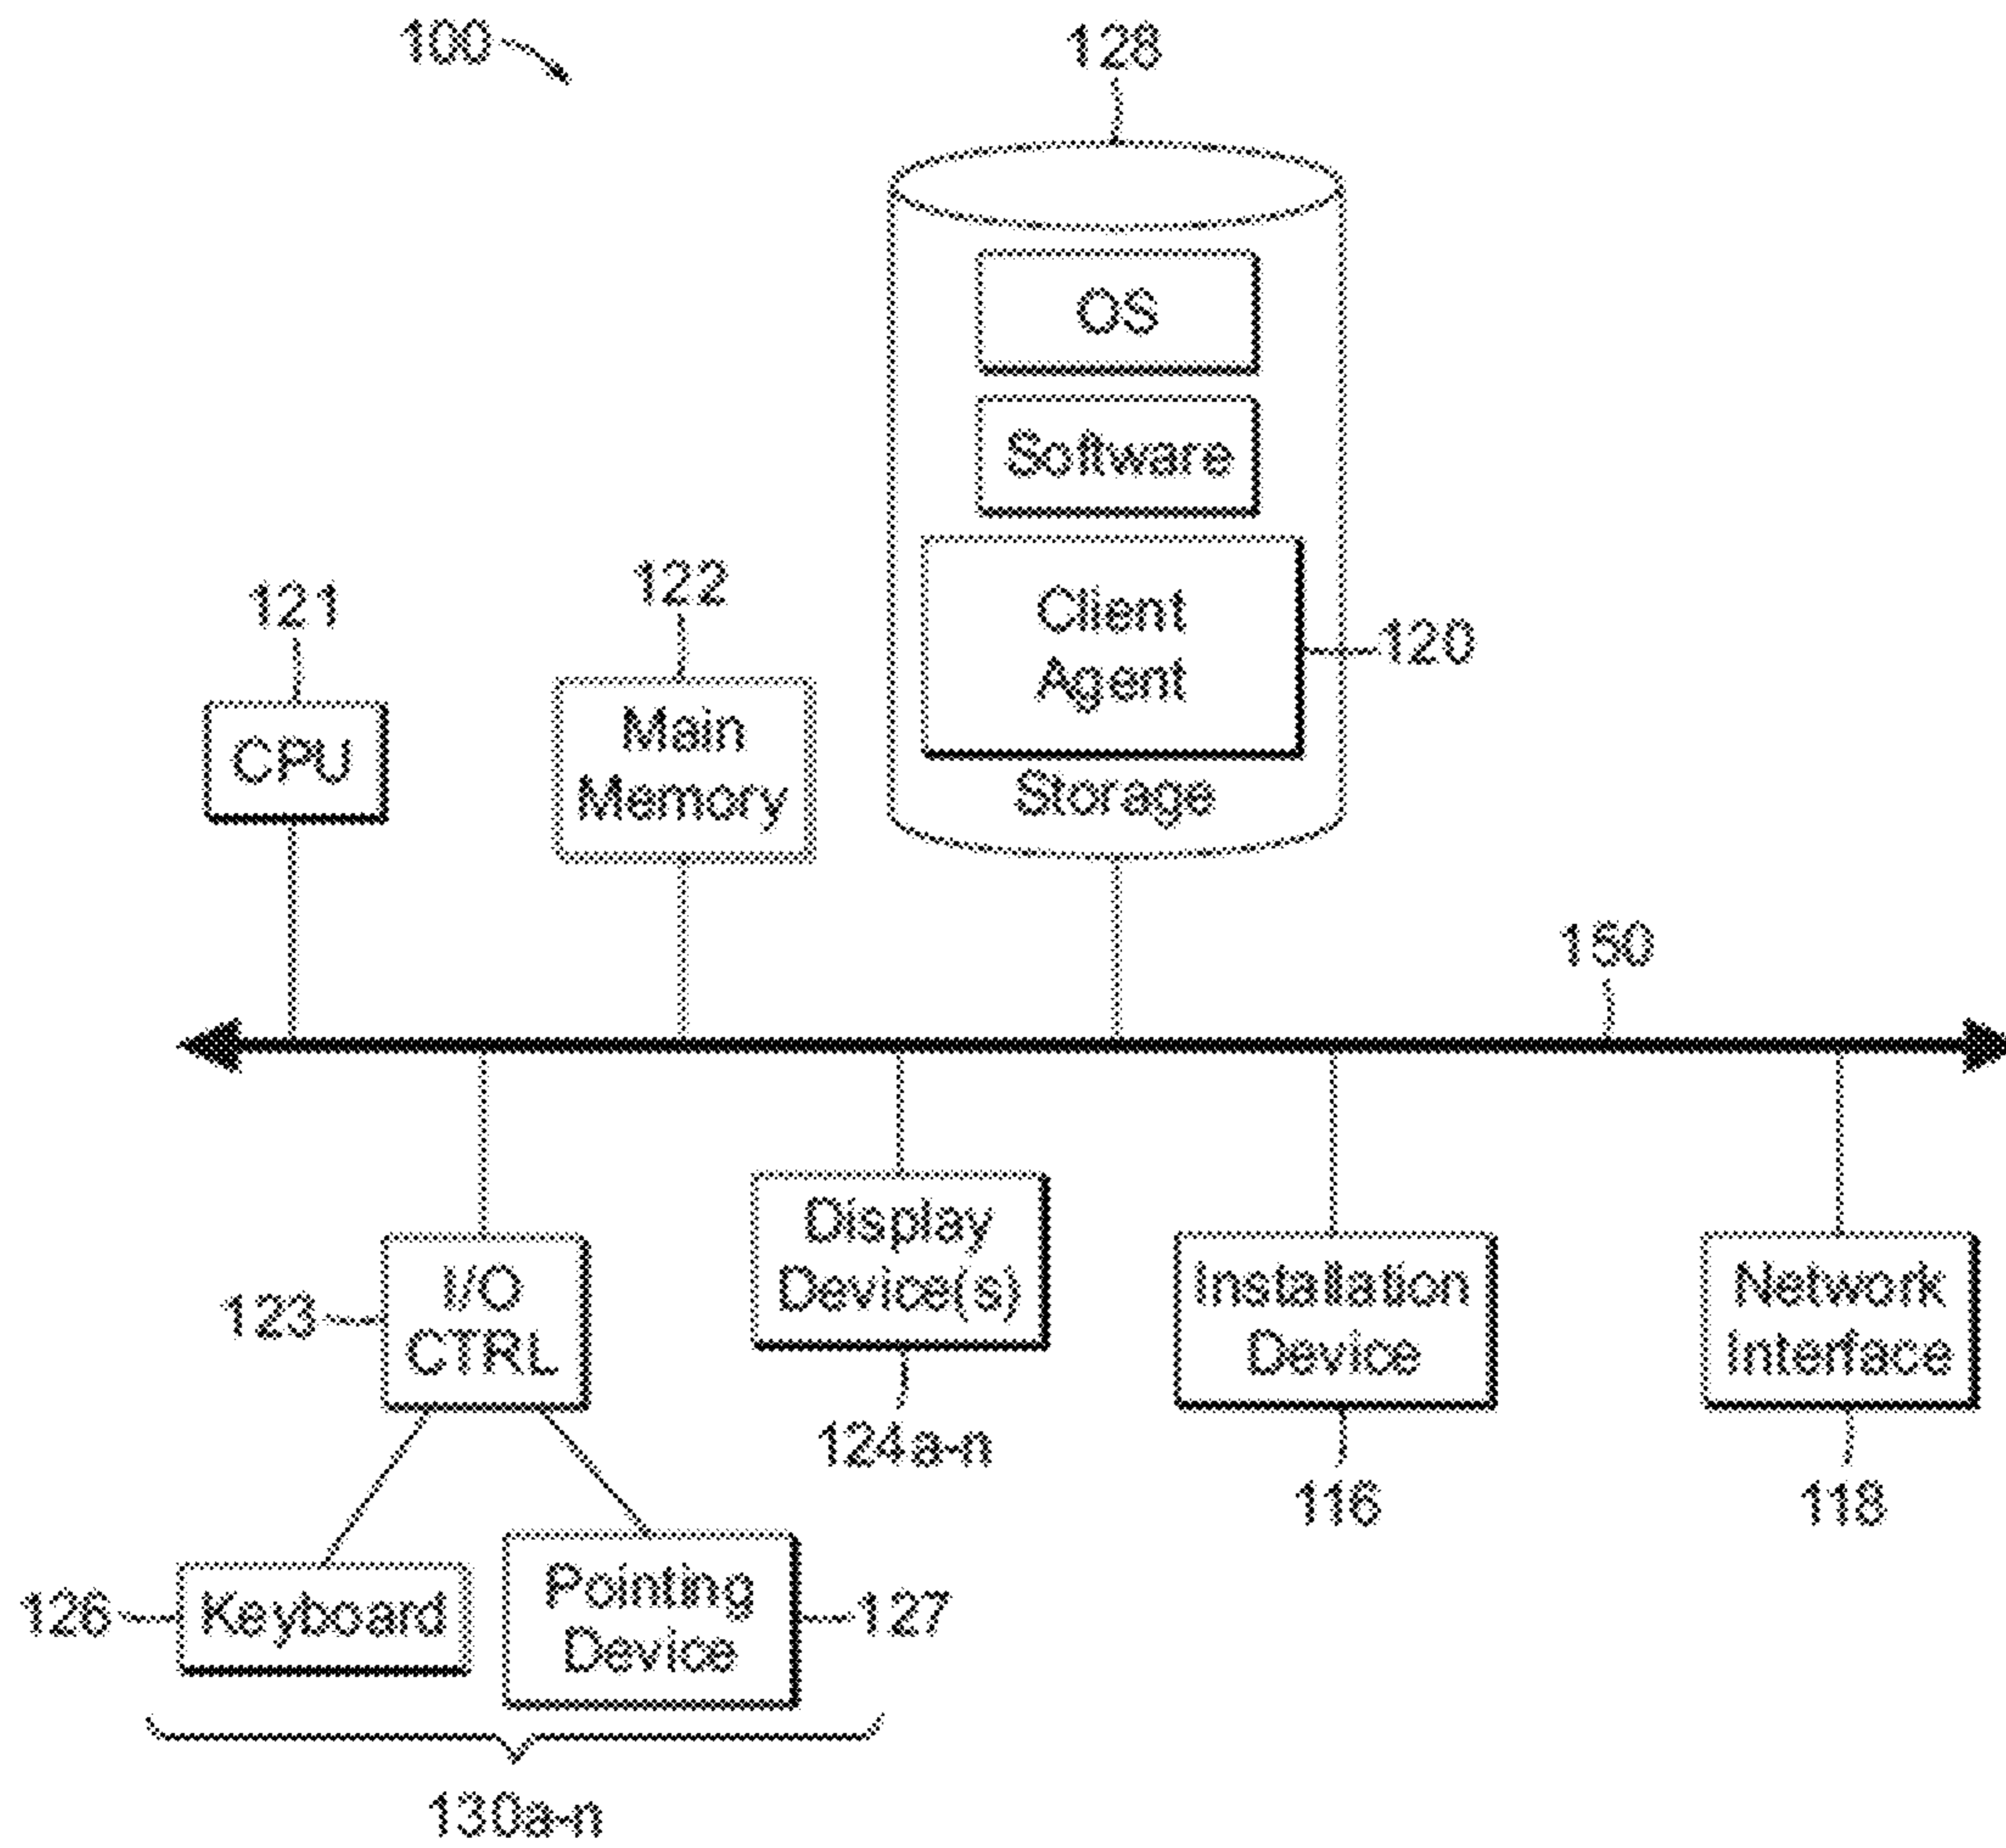 100
128
OS
Software
Client
Agent
120
Storage
121
CPU
122
Main
Memory
150
123
I/O
CTRL
Display
Device(s)
124a-n
Installation
Device
116
Network
Interface
118
126
Keyboard
Pointing
Device
127
130a-n